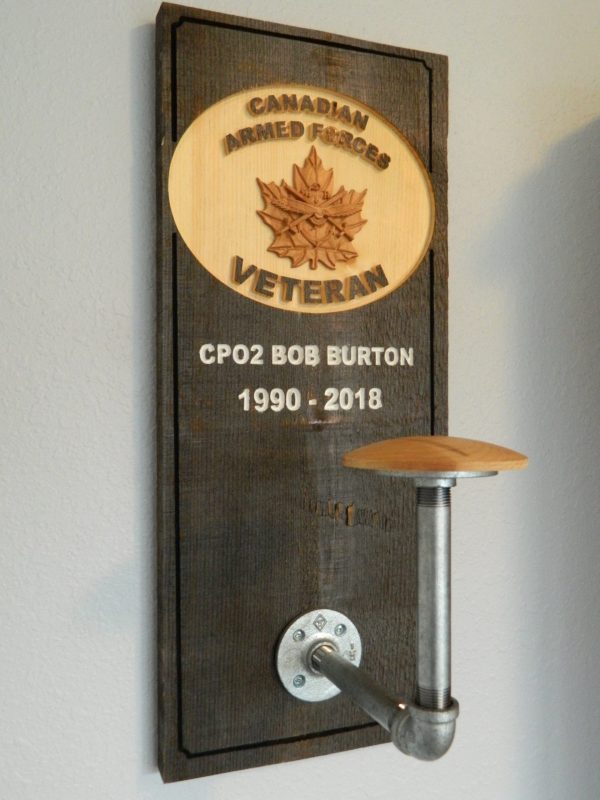 CANADIAN
ARMED FORCES
VETERAN
CPO2 BOB BURTON
1990 - 2018